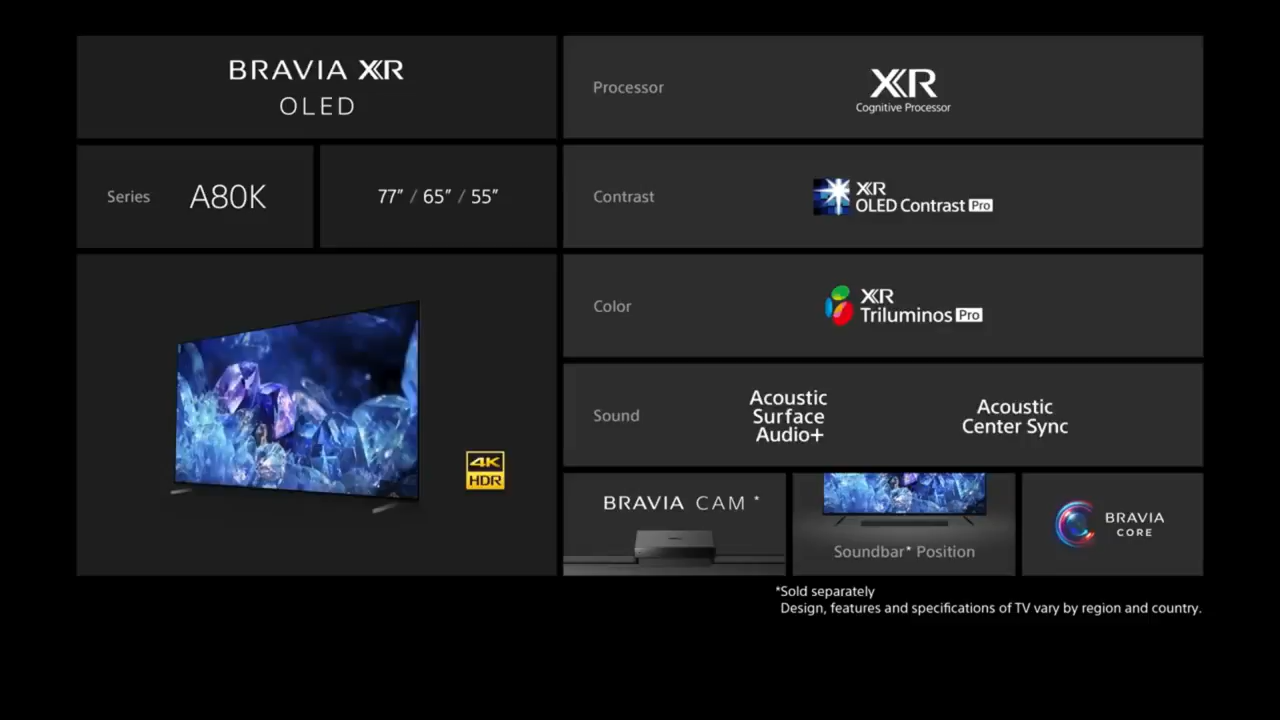 BRAVIA XR
OLED
Series
A80K
77” / 65” / 55”
4K
HDR
Processor
XR
Cognitive Processor
Contrast
XR
OLED Contrast Pro
Color
XR
Triluminos Pro
Sound
Acoustic
Surface
Audio+
Acoustic
Center Sync
BRAVIA CAM *
Soundbar* Position
BRAVIA
CORE
*Sold separately
Design, features and specifications of TV vary by region and country.